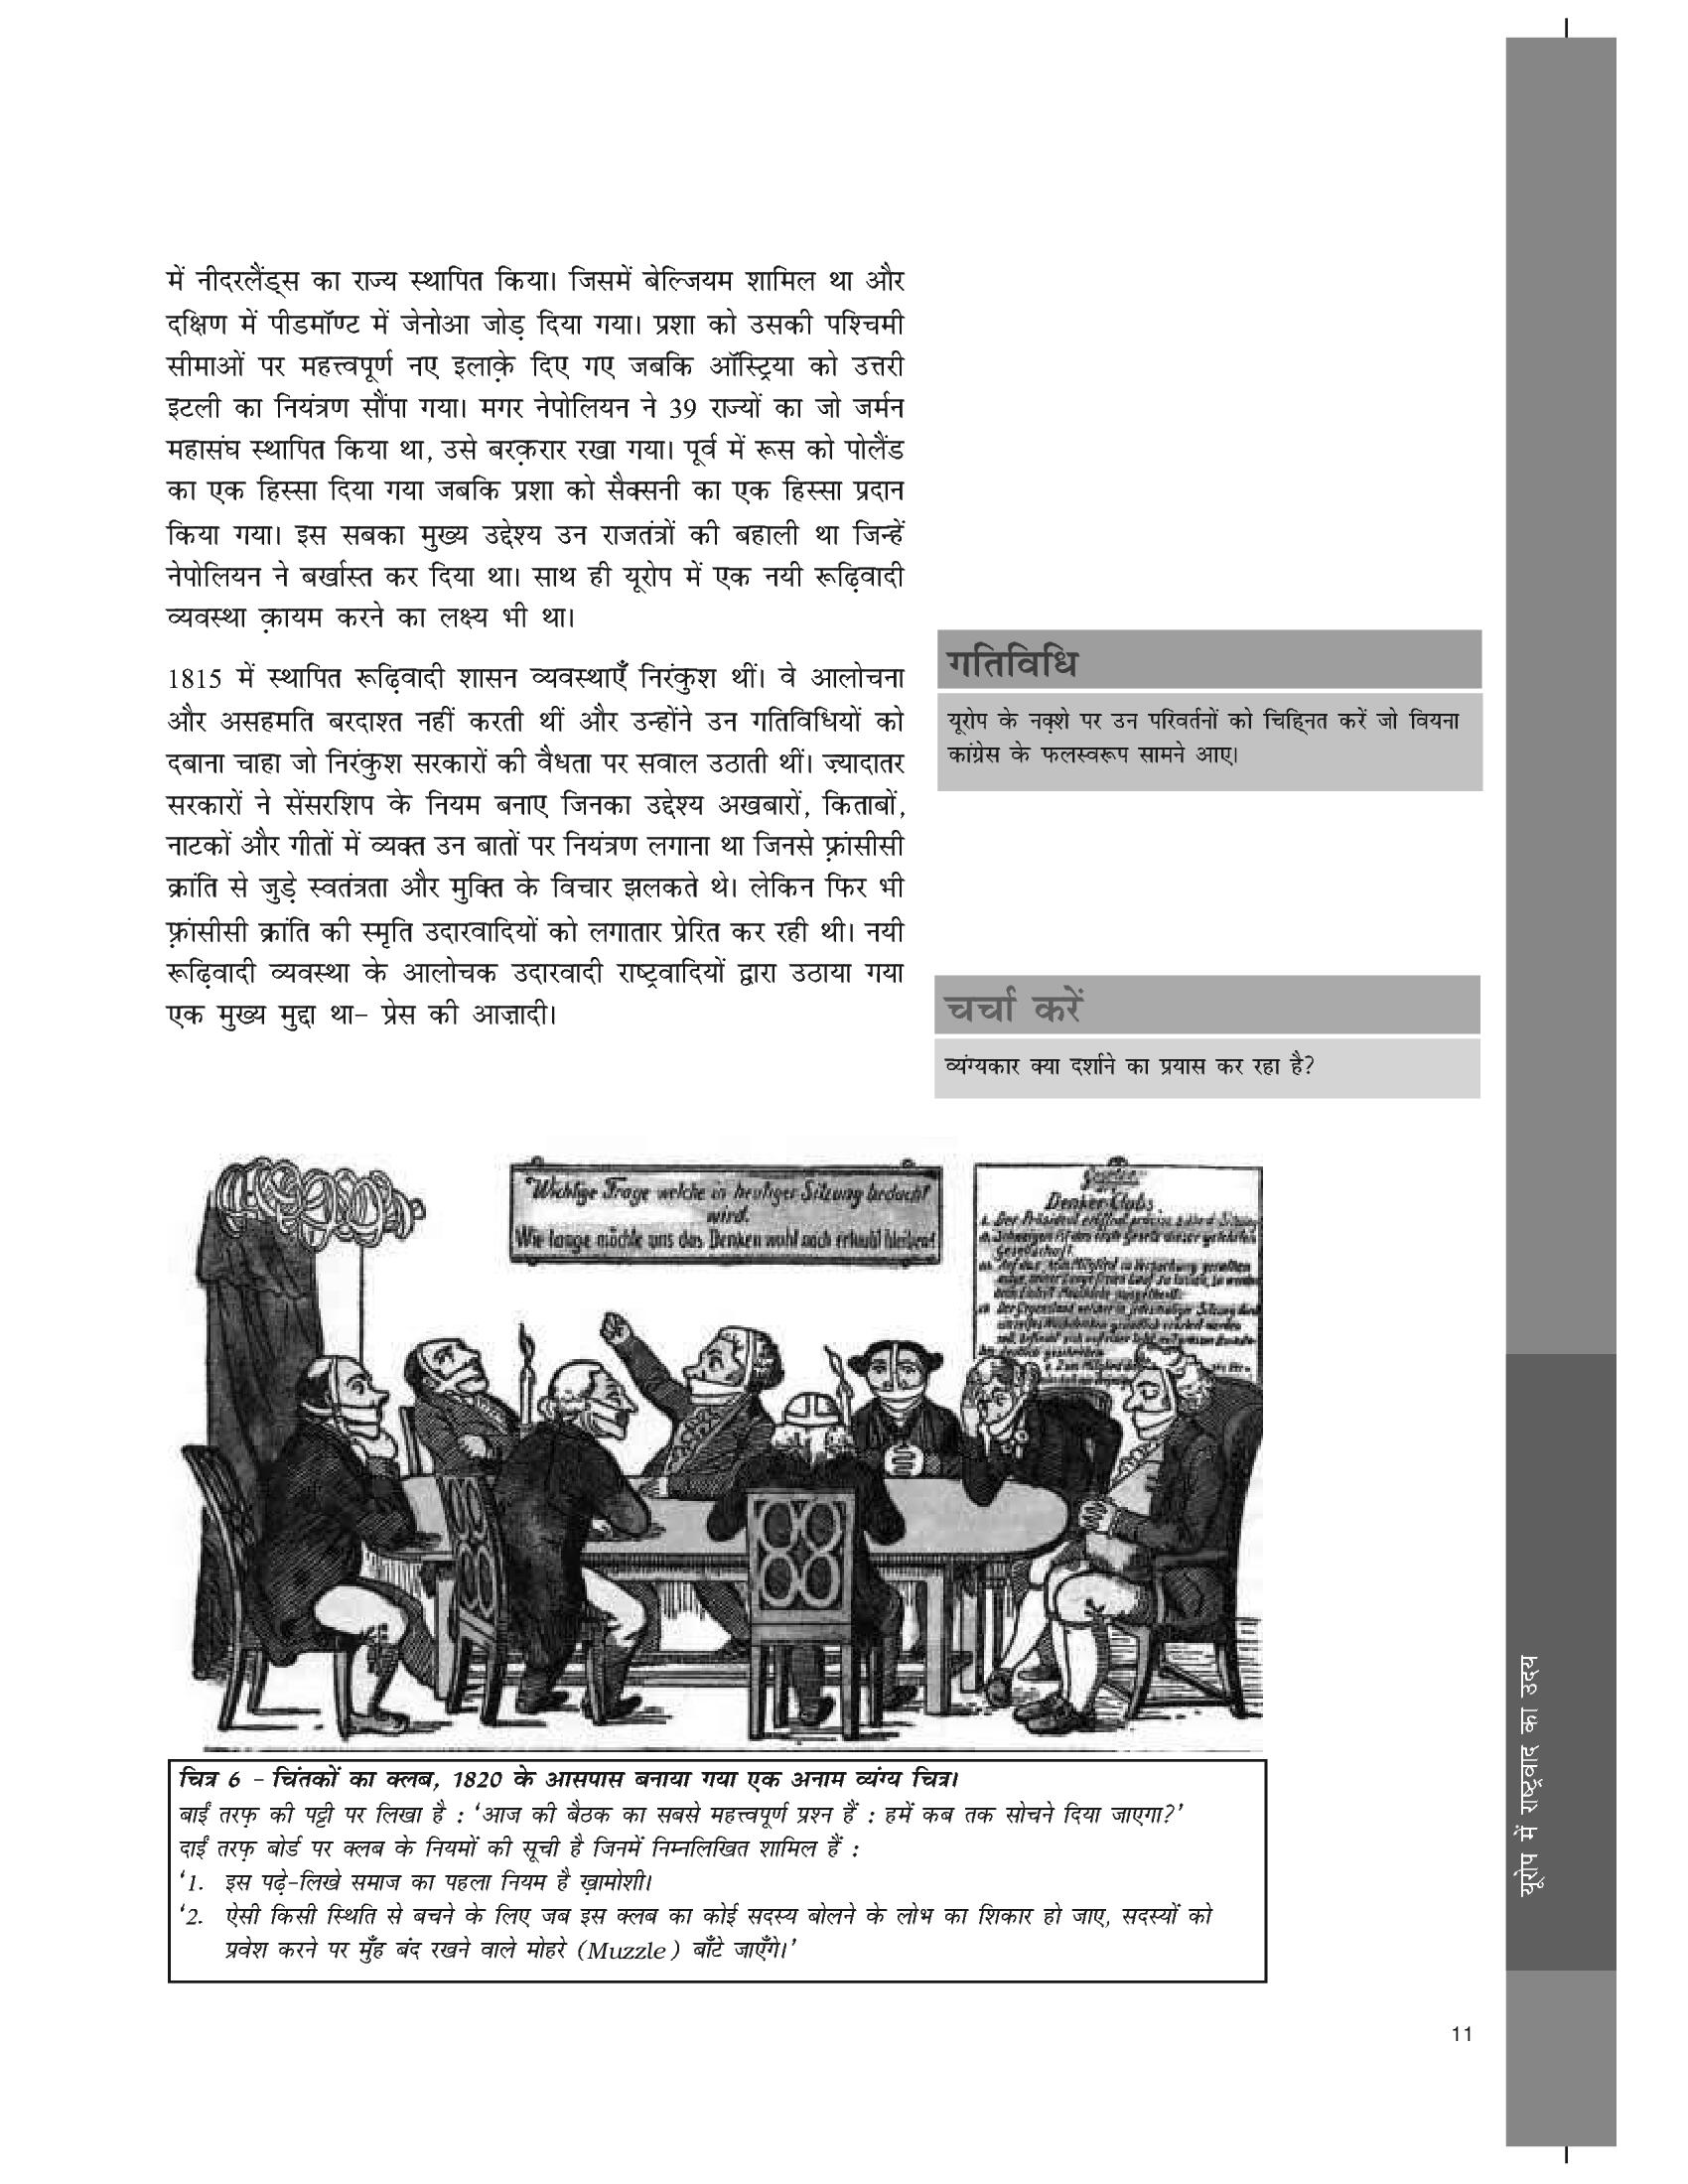 में नीदरलैंड्स का राज्य स्थापित किया। जिसमें बेल्जियम शामिल था और
दक्षिण में पीडमॉण्ट में जेनोआ जोड़ दिया गया। प्रशा को उसकी पश्चिमी
सीमाओं पर महत्त्वपूर्ण नए इलाक़े दिए गए जबकि ऑस्ट्रिया को उत्तरी
इटली का नियंत्रण सौंपा गया। मगर नेपोलियन ने 39 राज्यों का जो जर्मन
महासंघ स्थापित किया था, उसे बरक़रार रखा गया। पूर्व में रूस को पोलैंड
का एक हिस्सा दिया गया जबकि प्रशा को सैक्सनी का एक हिस्सा प्रदान
किया गया। इस सबका मुख्य उद्देश्य उन राजतंत्रों की बहाली था जिन्हें
नेपोलियन ने बर्खास्त कर दिया था। साथ ही यूरोप में एक नयी रूढ़िवादी
व्यवस्था क़ायम करने का लक्ष्य भी था।
1815 में स्थापित रूढ़िवादी शासन व्यवस्थाएँ निरंकुश थीं। वे आलोचना
और असहमति बरदाश्त नहीं करती थीं और उन्होंने उन गतिविधियों को
दबाना चाहा जो निरंकुश सरकारों की वैधता पर सवाल उठाती थीं। ज़्यादातर
सरकारों ने सेंसरशिप के नियम बनाए जिनका उद्देश्य अखबारों, किताबों,
नाटकों और गीतों में व्यक्त उन बातों पर नियंत्रण लगाना था जिनसे फ़्रांसीसी
क्रांति से जुड़े स्वतंत्रता और मुक्ति के विचार झलकते थे। लेकिन फिर भी
फ़्रांसीसी क्रांति की स्मृति उदारवादियों को लगातार प्रेरित कर रही थी। नयी
रूढ़िवादी व्यवस्था के आलोचक उदारवादी राष्ट्रवादियों द्वारा उठाया गया
एक मुख्य मुद्दा था– प्रेस की आज़ादी।
गतिविधि
यूरोप के नक़्शे पर उन परिवर्तनों को चिह्नित करें जो वियना
कांग्रेस के फलस्वरूप सामने आए।
चर्चा करें
व्यंग्यकार क्या दर्शाने का प्रयास कर रहा है?
Wichtige Frage welche in heutiger Sitzung bedacht
wird.
Wie lange möchte uns das Denken wohl noch erlaubt bleiben?
Denker-Clubs
चित्र 6 – चिंतकों का क्लब, 1820 के आसपास बनाया गया एक अनाम व्यंग्य चित्र।
बाईं तरफ़ की पट्टी पर लिखा है : ‘आज की बैठक का सबसे महत्त्वपूर्ण प्रश्न हैं : हमें कब तक सोचने दिया जाएगा?’
दाईं तरफ़ बोर्ड पर क्लब के नियमों की सूची है जिनमें निम्नलिखित शामिल हैं :
‘1. इस पढ़े-लिखे समाज का पहला नियम है ख़ामोशी।
‘2. ऐसी किसी स्थिति से बचने के लिए जब इस क्लब का कोई सदस्य बोलने के लोभ का शिकार हो जाए, सदस्यों को
प्रवेश करने पर मुँह बंद रखने वाले मोहरे (Muzzle) बाँटे जाएँगे।’
यूरोप में राष्ट्रवाद का उदय
11